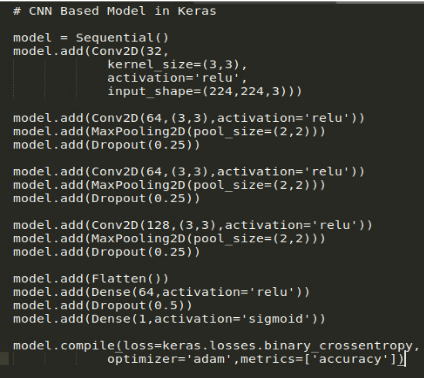 # CNN Based Model in Keras
model = Sequential()
model.add(Conv2D(32,
kernel_size=(3,3),
activation='relu',
input_shape=(224,224,3)))
model.add(Conv2D(64,(3,3),activation='relu'))
model.add(MaxPooling2D(pool_size=(2,2)))
model.add(Dropout(0.25))
model.add(Conv2D(64,(3,3),activation='relu'))
model.add(MaxPooling2D(pool_size=(2,2)))
model.add(Dropout(0.25))
model.add(Conv2D(128,(3,3),activation='relu'))
model.add(MaxPooling2D(pool_size=(2,2)))
model.add(Dropout(0.25))
model.add(Flatten())
model.add(Dense(64,activation='relu'))
model.add(Dropout(0.5))
model.add(Dense(1,activation='sigmoid'))
model.compile(loss=keras.losses.binary_crossentropy,
optimizer='adam',metrics=['accuracy'])